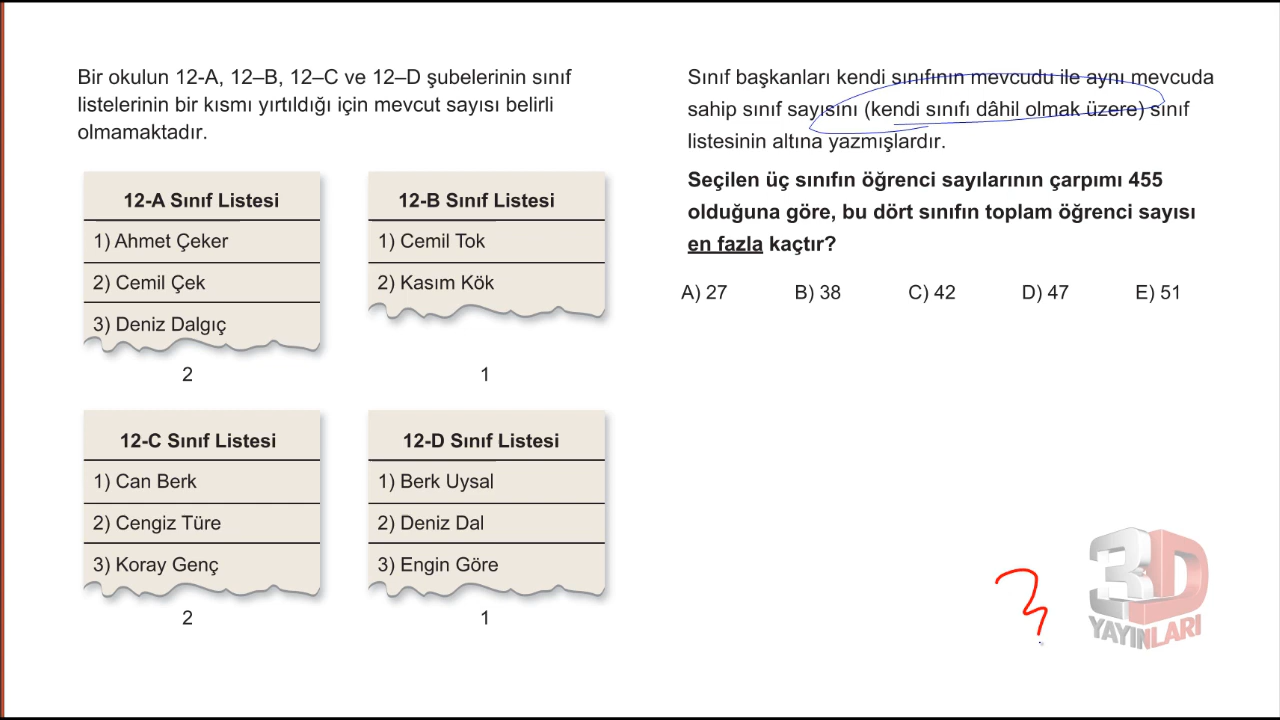 Bir okulun 12-A, 12–B, 12–C ve 12–D şubelerinin sınıf
listelerinin bir kısmı yırtıldığı için mevcut sayısı belirli
olmamaktadır.
12-A Sınıf Listesi
1) Ahmet Çeker
2) Cemil Çek
3) Deniz Dalgıç
2
12-B Sınıf Listesi
1) Cemil Tok
2) Kasım Kök
1
12-C Sınıf Listesi
1) Can Berk
2) Cengiz Türe
3) Koray Genç
2
12-D Sınıf Listesi
1) Berk Uysal
2) Deniz Dal
3) Engin Göre
1
Sınıf başkanları kendi sınıfının mevcudu ile aynı mevcuda
sahip sınıf sayısını (kendi sınıfı dâhil olmak üzere) sınıf
listesinin altına yazmışlardır.
Seçilen üç sınıfın öğrenci sayılarının çarpımı 455
olduğuna göre, bu dört sınıfın toplam öğrenci sayısı
en fazla kaçtır?
A) 27 B) 38 C) 42 D) 47 E) 51
3D
YAYINLARI